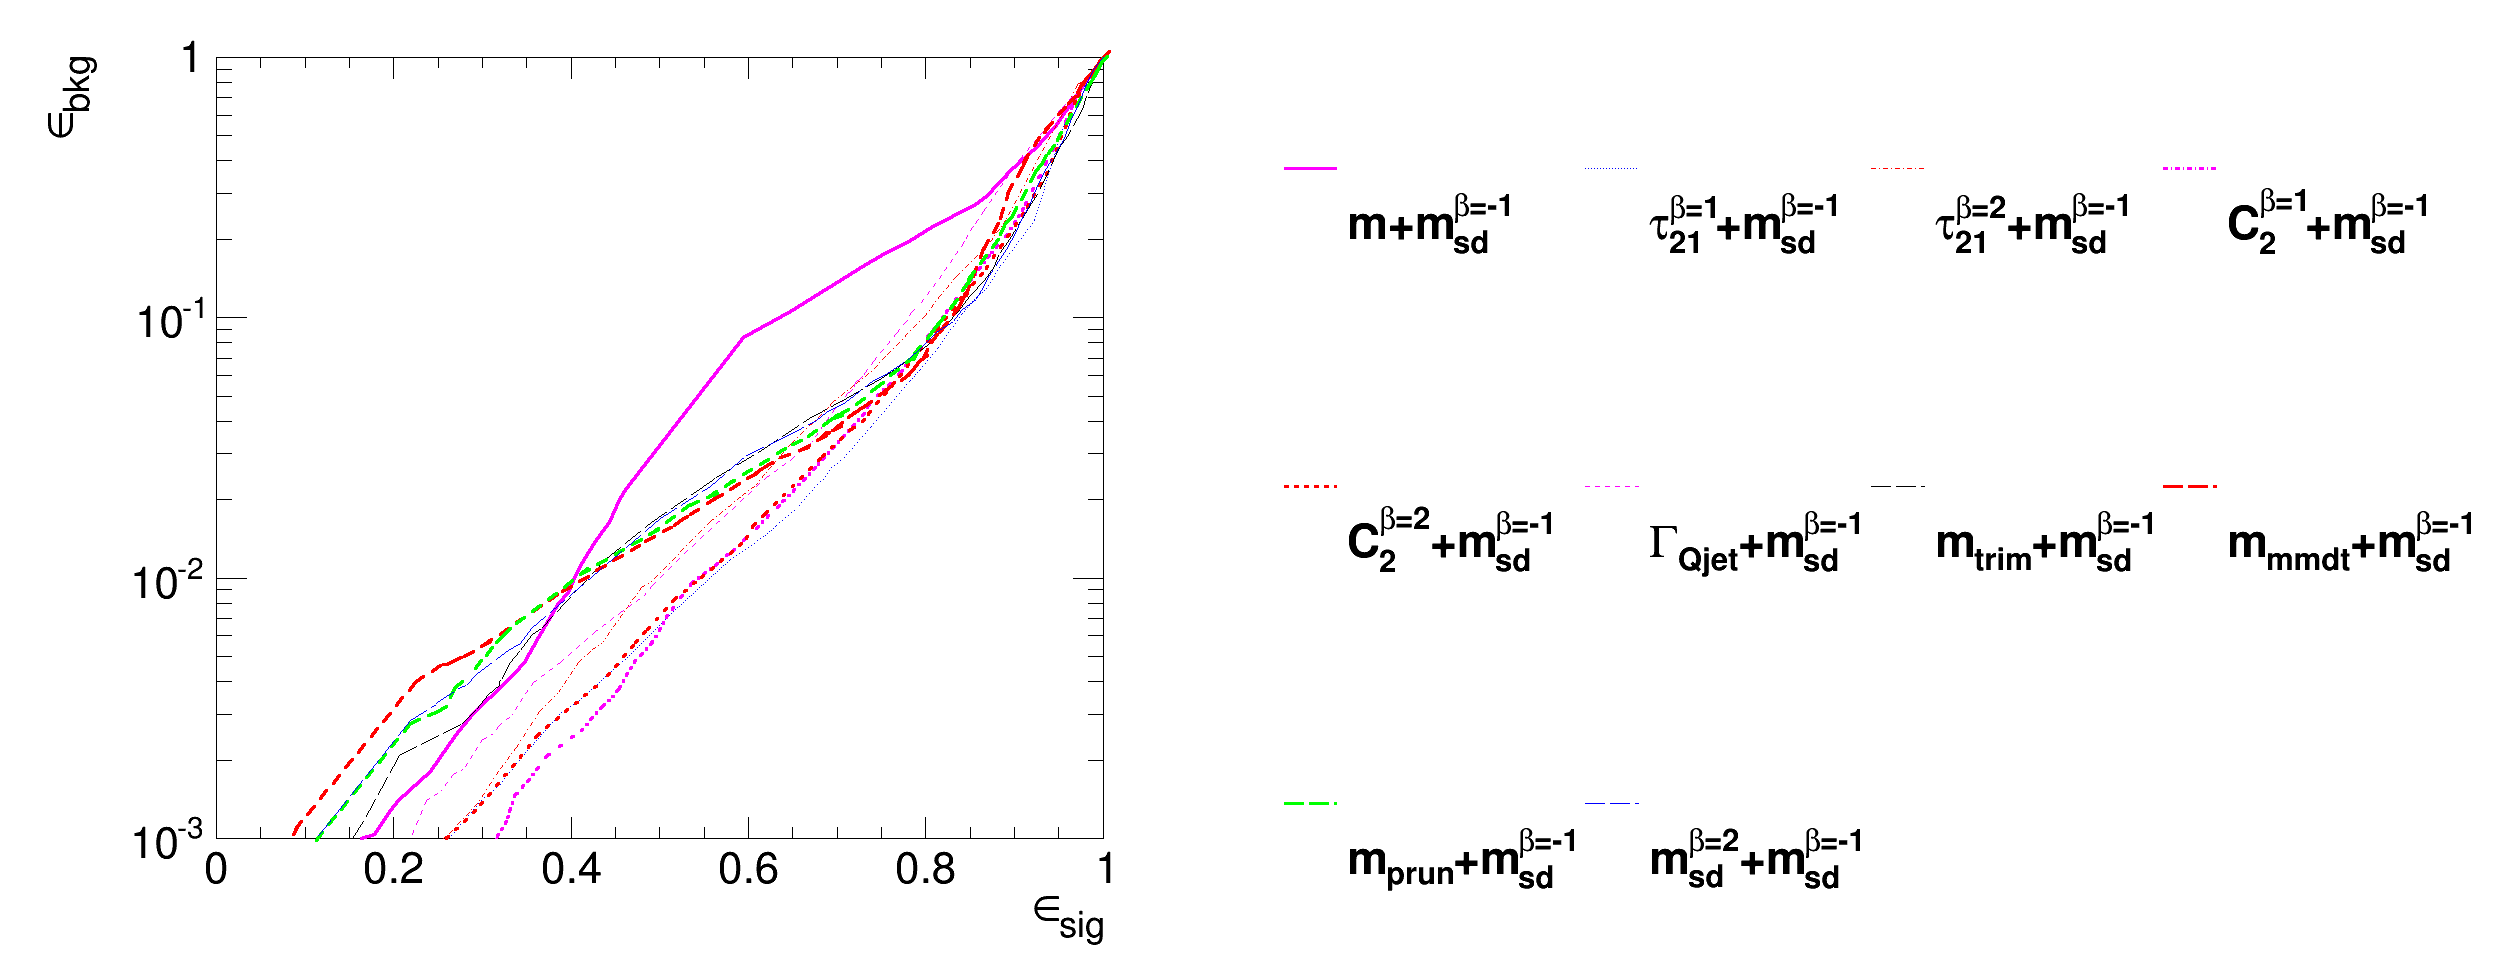 ∈bkg
1
10^-1
10^-2
10^-3
0 0.2 0.4 0.6 0.8 1
∈sig
m+m_sd^β=-1
τ_21^β=1+m_sd^β=-1
τ_21^β=2+m_sd^β=-1
C_2^β=1+m_sd^β=-1
C_2^β=2+m_sd^β=-1
Γ_Qjet+m_sd^β=-1
m_trim+m_sd^β=-1
m_mmdt+m_sd^β=-1
m_prun+m_sd^β=-1
m_sd^β=2+m_sd^β=-1